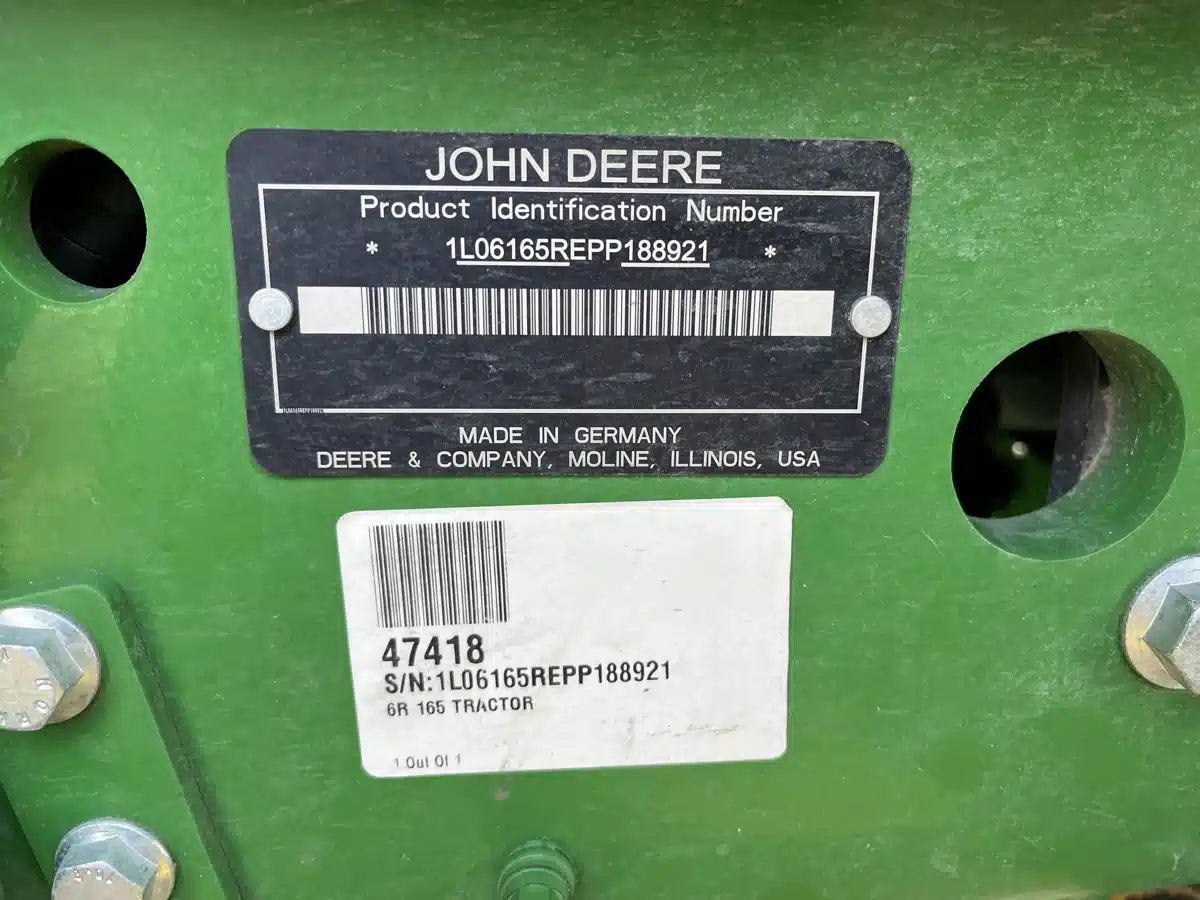 JOHN DEERE
Product Identification Number
* 1L06165REPP188921 *
1L06165REPP188921
MADE IN GERMANY
DEERE & COMPANY, MOLINE, ILLINOIS, USA
47418
S/N:1L06165REPP188921
6R 165 TRACTOR
1 Out Of 1